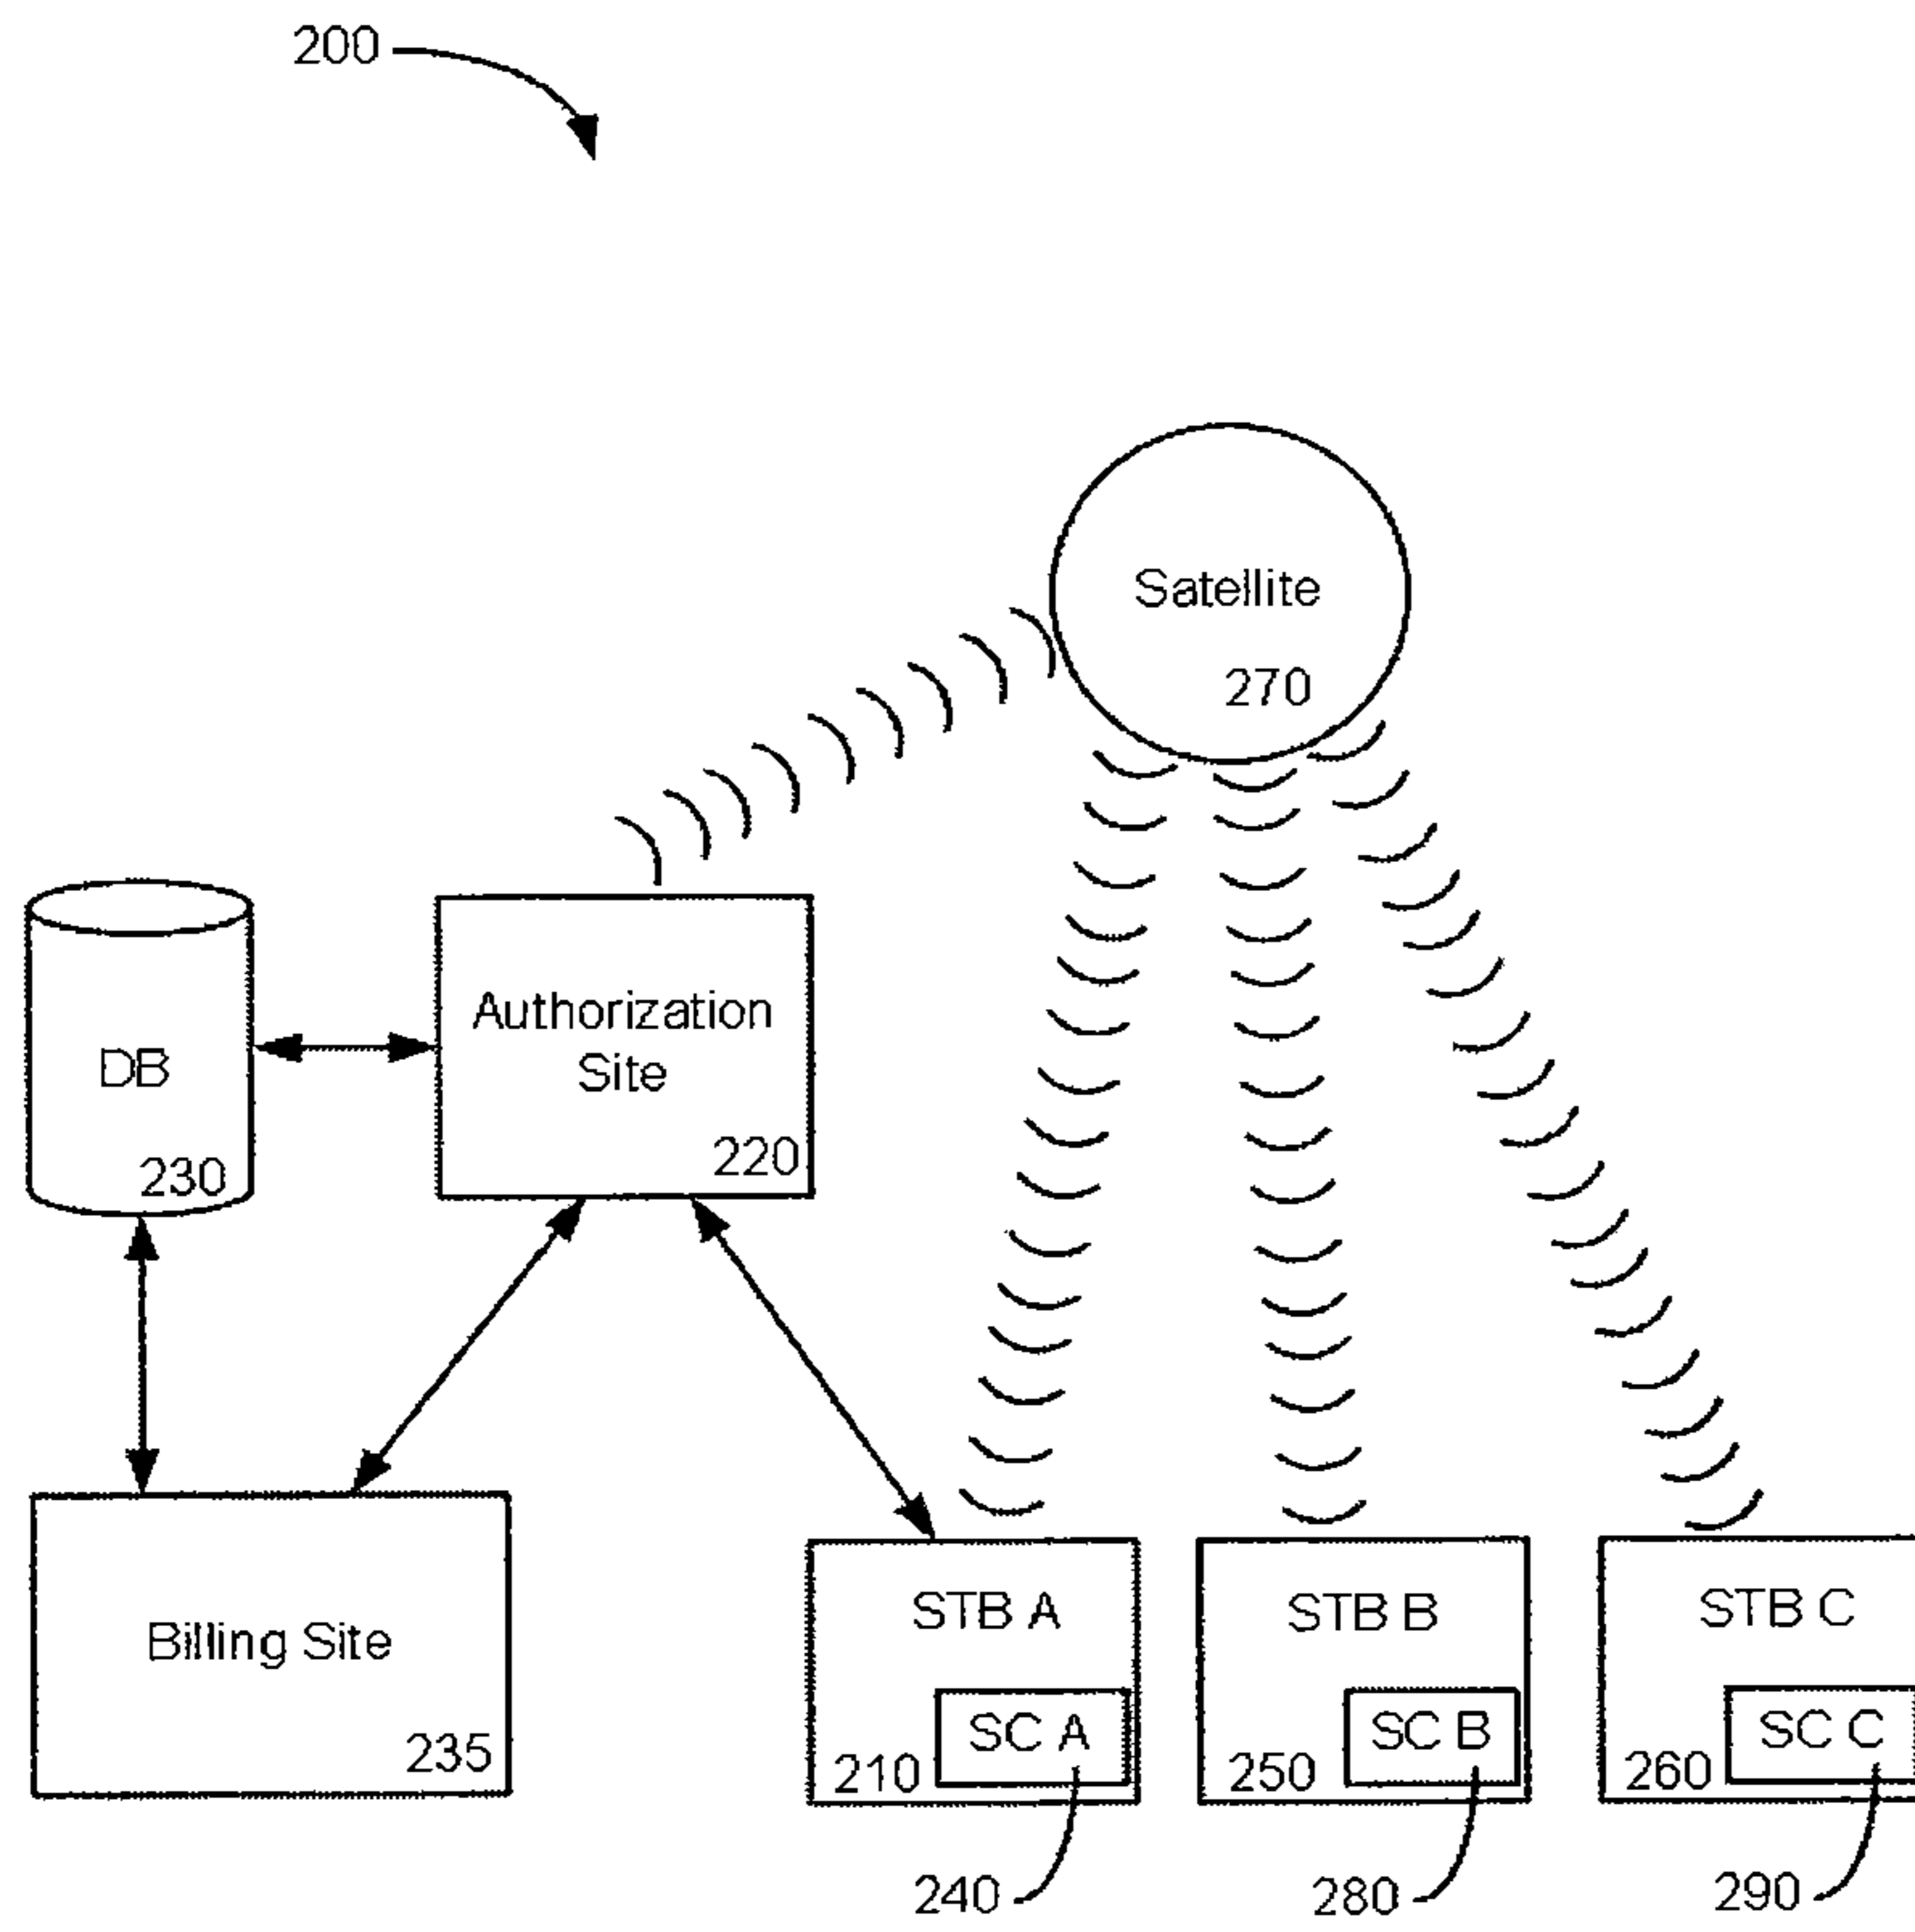 200
Satellite
270
Authorization
Site
220
DB
230
Billing Site
235
STB A
SC A
210
240
STB B
SC B
250
280
STB C
SC C
260
290